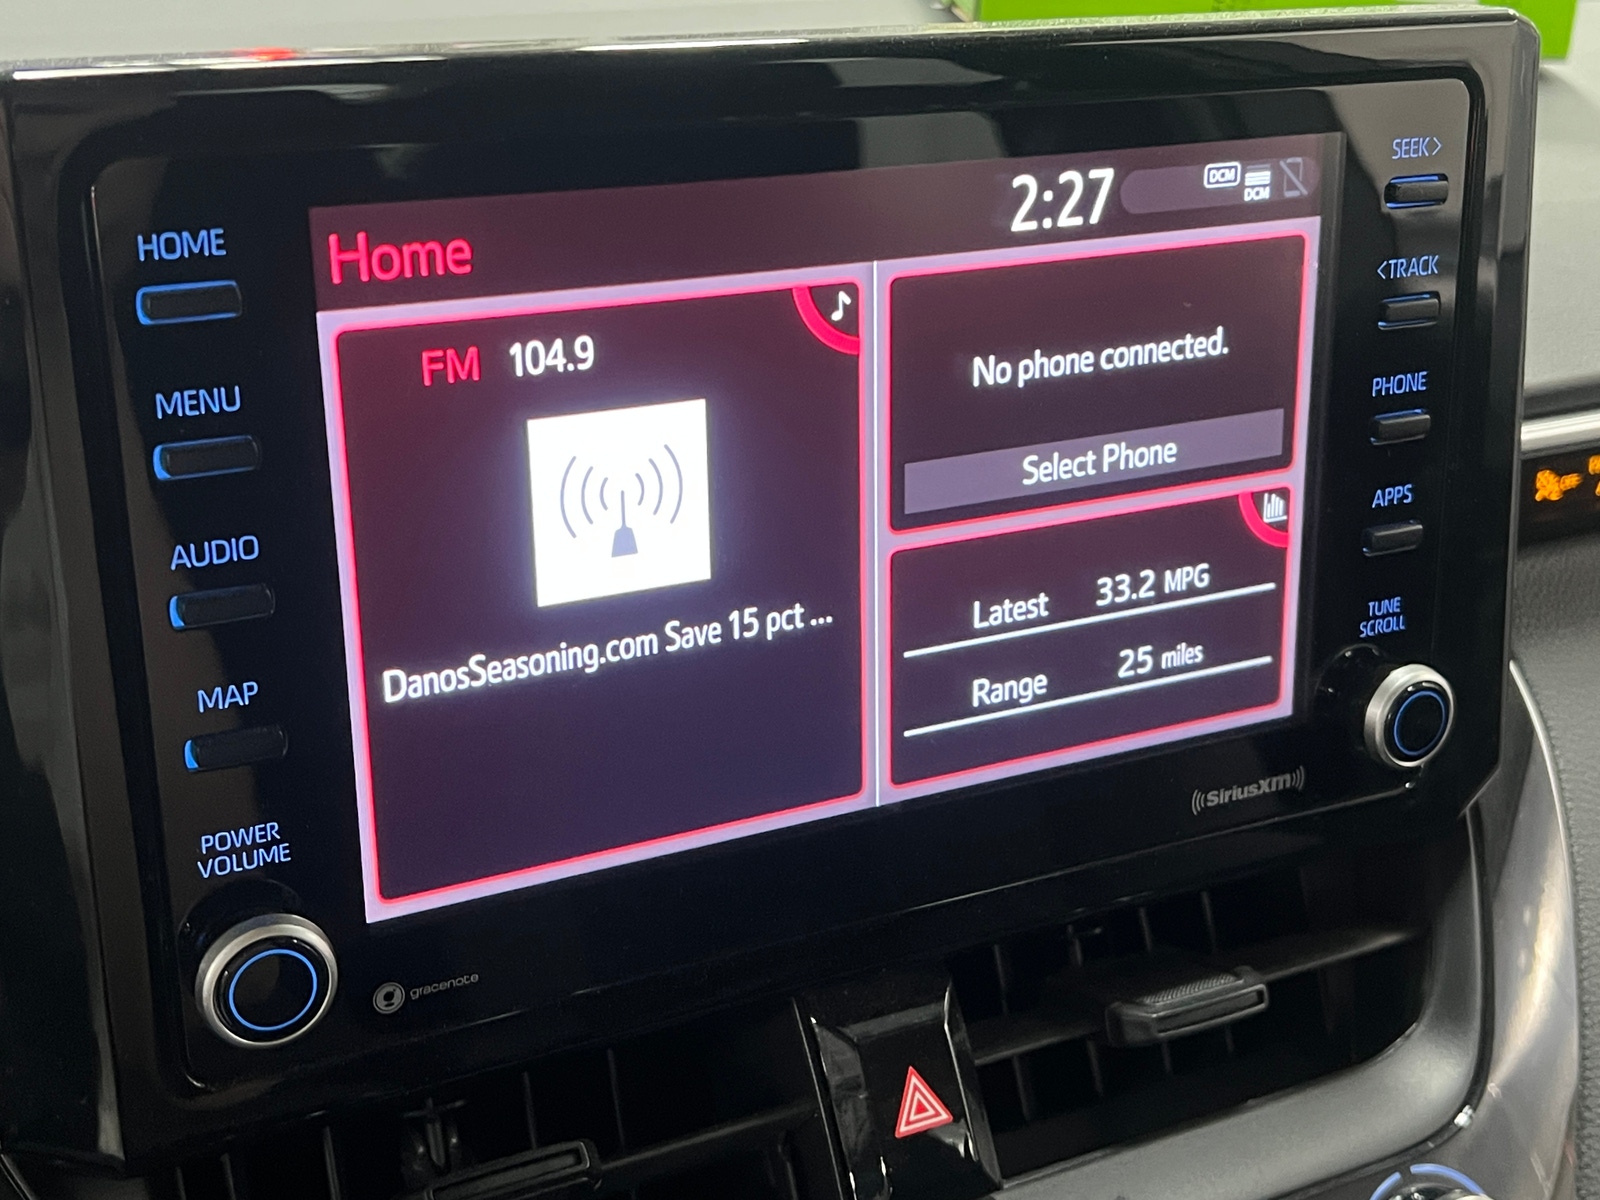 HOME
MENU
AUDIO
MAP
POWER
VOLUME
Home
2:27
DCM
DCM
FM 104.9
DanosSeasoning.com Save 15 pct ...
No phone connected.
Select Phone
Latest 33.2 MPG
Range 25 miles
SEEK>
<TRACK
PHONE
APPS
TUNE
SCROLL
((SiriusXM))
gracenote